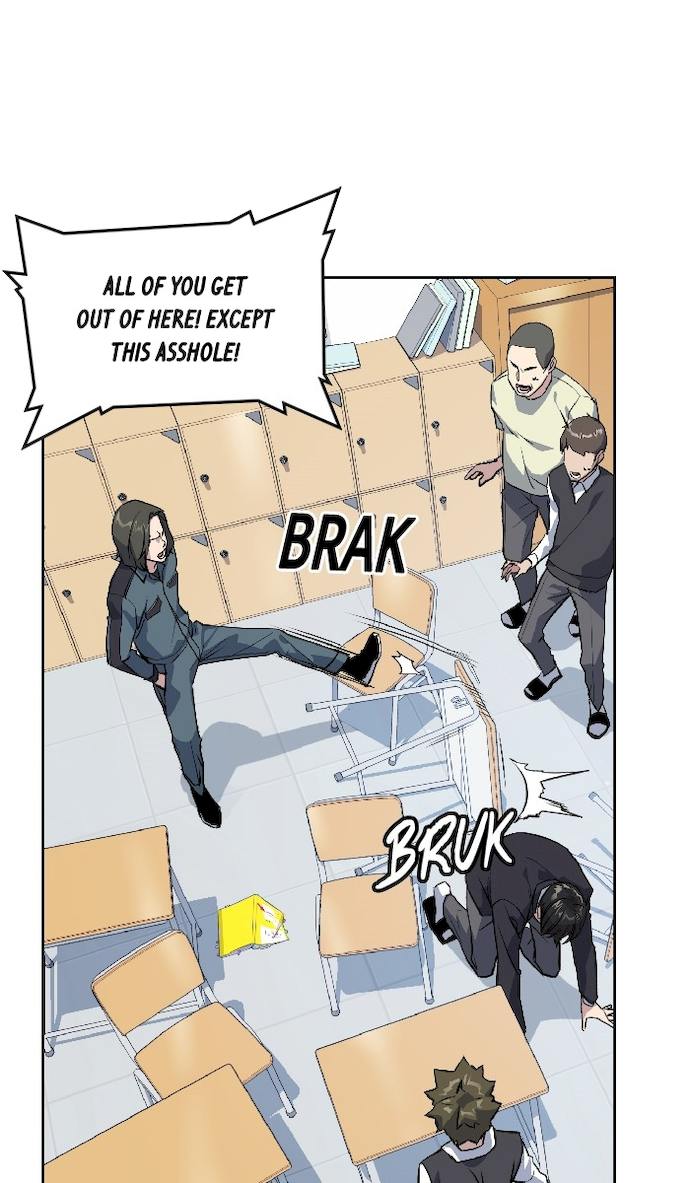 ALL OF YOU GET
OUT OF HERE! EXCEPT
THIS ASSHOLE!
BRAK
BRUK